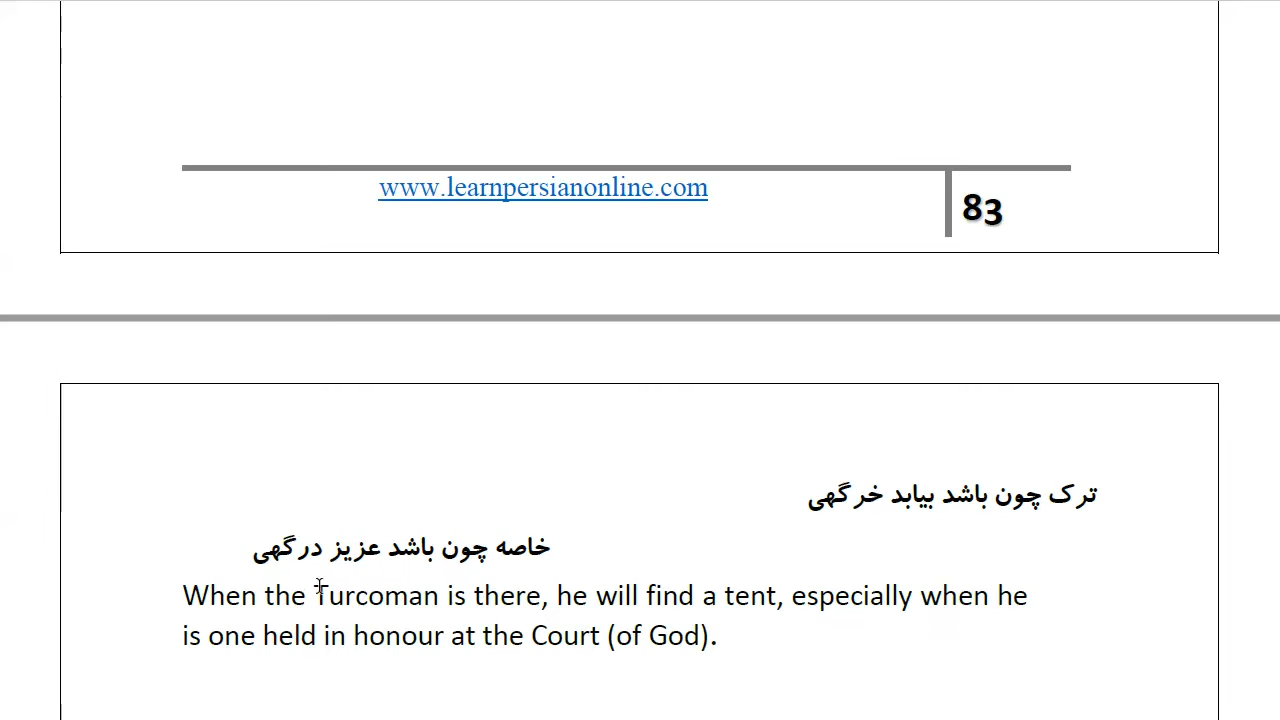 www.learnpersianonline.com
83
ترک چون باشد بیابد خرگهی
خاصه چون باشد عزیز درگهی
When the Turcoman is there, he will find a tent, especially when he
is one held in honour at the Court (of God).